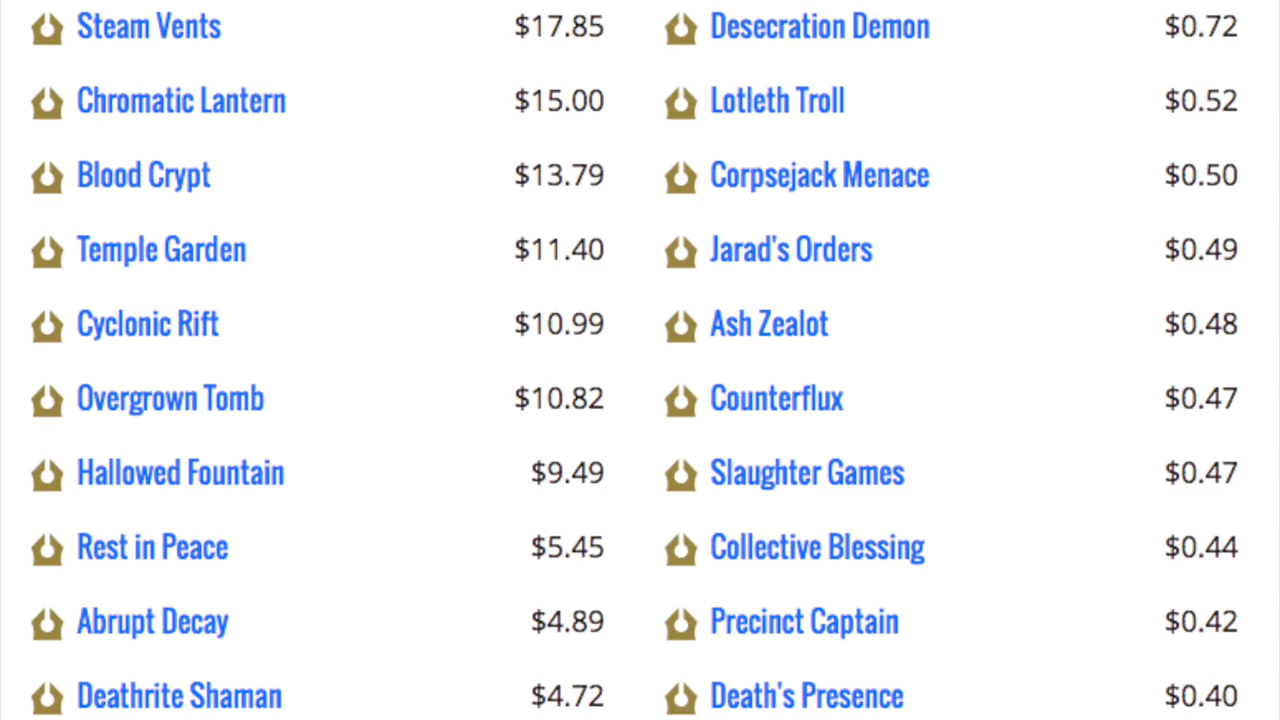 Steam Vents $17.85 Desecration Demon $0.72
Chromatic Lantern $15.00 Lotleth Troll $0.52
Blood Crypt $13.79 Corpsejack Menace $0.50
Temple Garden $11.40 Jarad's Orders $0.49
Cyclonic Rift $10.99 Ash Zealot $0.48
Overgrown Tomb $10.82 Counterflux $0.47
Hallowed Fountain $9.49 Slaughter Games $0.47
Rest in Peace $5.45 Collective Blessing $0.44
Abrupt Decay $4.89 Precinct Captain $0.42
Deathrite Shaman $4.72 Death's Presence $0.40